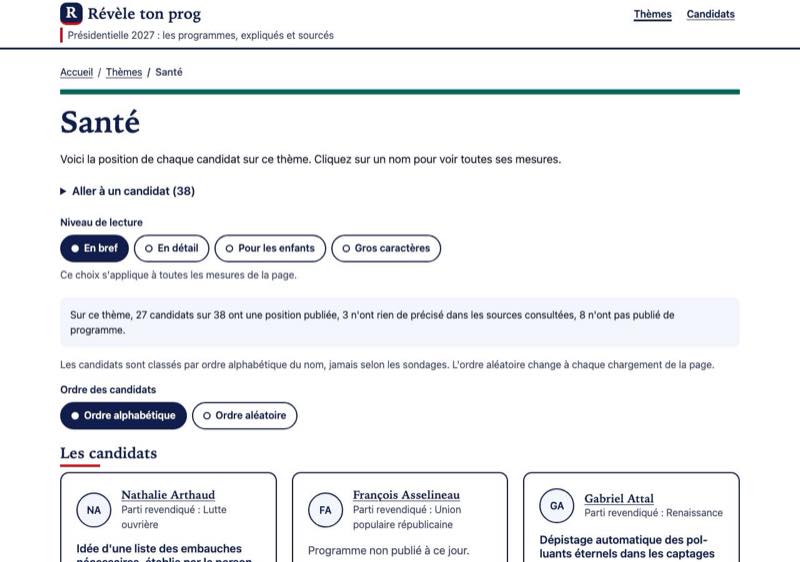 R Révèle ton prog
Thèmes Candidats
Présidentielle 2027 : les programmes, expliqués et sourcés
Accueil / Thèmes / Santé
Santé
Voici la position de chaque candidat sur ce thème. Cliquez sur un nom pour voir toutes ses mesures.
Aller à un candidat (38)
Niveau de lecture
En bref En détail Pour les enfants Gros caractères
Ce choix s'applique à toutes les mesures de la page.
Sur ce thème, 27 candidats sur 38 ont une position publiée, 3 n'ont rien de précisé dans les sources consultées, 8 n'ont pas publié de
programme.
Les candidats sont classés par ordre alphabétique du nom, jamais selon les sondages. L'ordre aléatoire change à chaque chargement de la page.
Ordre des candidats
Ordre alphabétique Ordre aléatoire
Les candidats
NA
Nathalie Arthaud
Parti revendiqué : Lutte
ouvrière
Idée d'une liste des embauches
nécessaires, établie par le person-
FA
François Asselineau
Parti revendiqué : Union
populaire républicaine
Programme non publié à ce jour.
GA
Gabriel Attal
Parti revendiqué : Renaissance
Dépistage automatique des pol-
luants éternels dans les captages